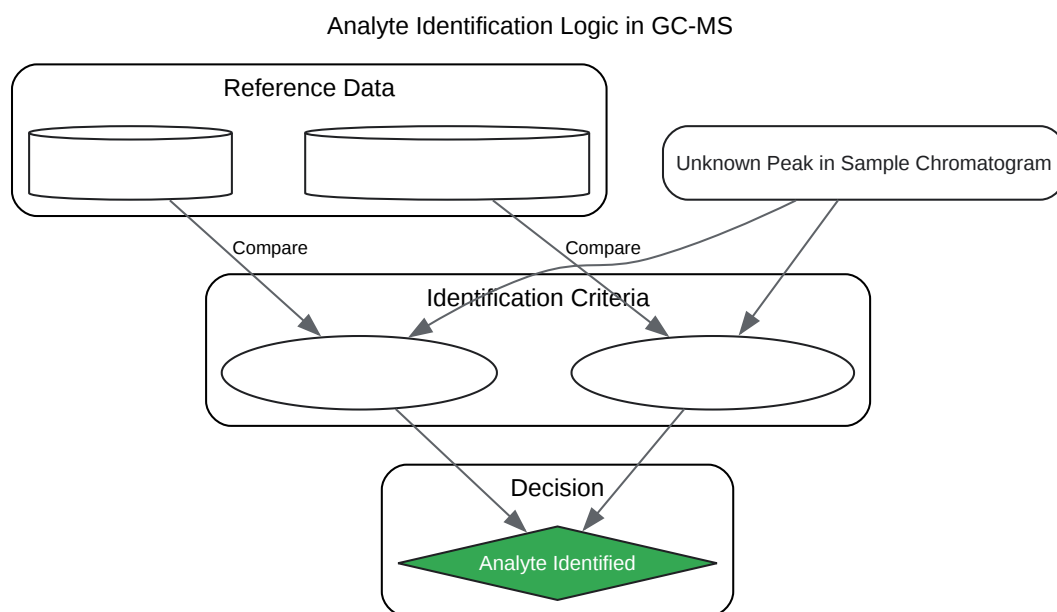 Analyte Identification Logic in GC-MS
Reference Data
Unknown Peak in Sample Chromatogram
Compare
Compare
Identification Criteria
Decision
Analyte Identified